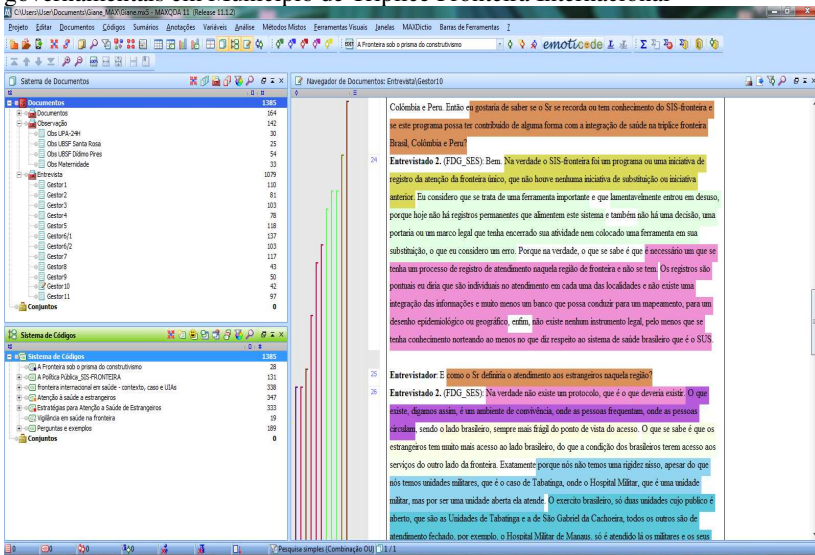 governamentais em Município de Tríplice Fronteira Internacional
C:\Users\User\Documents\Giane_MAX\Giane.mx5 - MAXQDA 11 (Release 11.1.2)
Projeto Editar Documentos Códigos Sumários Anotações Variáveis Análise Métodos Mistos Ferramentas Visuais Janelas MAXDictio Barras de Ferramentas ?
A Fronteira sob o prisma do construtivismo
emoticode
Sistema de Documentos
Documentos 1385
Documentos 164
Observação 142
Obs UPA-24H 30
Obs UBSF Santa Rosa 25
Obs UBSF Didimo Pires 54
Obs Maternidade 33
Entrevista 1079
Gestor1 110
Gestor2 81
Gestor3 103
Gestor4 78
Gestor5 118
Gestor6/1 137
Gestor6/2 103
Gestor7 117
Gestor8 43
Gestor9 50
Gestor10 42
Gestor11 97
Conjuntos 0
Sistema de Códigos
Sistema de Códigos 1385
A Fronteira sob o prisma do construtivismo 28
A Política Pública_SIS-FRONTEIRA 131
fronteira internacional em saúde - contexto, caso e UIAs 338
Atenção à saúde a estrangeiros 347
Estratégias para Atenção a Saúde de Estrangeiros 333
Vigilância em saúde na fronteira 19
Perguntas e exemplos 189
Conjuntos 0
Navegador de Documentos: Entrevista\Gestor10
Colômbia e Peru. Então eu gostaria de saber se o Sr se recorda ou tem conhecimento do SIS-fronteira e
se este programa possa ter contribuído de alguma forma com a integração de saúde na tríplice fronteira
Brasil, Colômbia e Peru?
24 Entrevistado 2. (FDG_SES): Bem. Na verdade o SIS-fronteira foi um programa ou uma iniciativa de
registro da atenção da fronteira único, que não houve nenhuma iniciativa de substituição ou iniciativa
anterior. Eu considero que se trata de uma ferramenta importante e que lamentavelmente entrou em desuso,
porque hoje não há registros permanentes que alimentem este sistema e também não há uma decisão, uma
portaria ou um marco legal que tenha encerrado sua atividade nem colocado uma ferramenta em sua
substituição, o que eu considero um erro. Porque na verdade, o que se sabe é que é necessário um que se
tenha um processo de registro de atendimento naquela região de fronteira e não se tem. Os registros são
pontuais eu diria que são individuais no atendimento em cada uma das localidades e não existe uma
integração das informações e muito menos um banco que possa conduzir para um mapeamento, para um
desenho epidemiológico ou geográfico, enfim, não existe nenhum instrumento legal, pelo menos que se
tenha conhecimento norteando ao menos no que diz respeito ao sistema de saúde brasileiro que é o SUS.
25 Entrevistador: E como o Sr definiria o atendimento aos estrangeiros naquela região?
26 Entrevistado 2. (FDG_SES): Na verdade não existe um protocolo, que é o que deveria existir. O que
existe, digamos assim, é um ambiente de convivência, onde as pessoas frequentam, onde as pessoas
circulam, sendo o lado brasileiro, sempre mais frágil do ponto de vista do acesso. O que se sabe é que os
estrangeiros tem muito mais acesso ao lado brasileiro, do que a condição dos brasileiros terem acesso aos
serviços do outro lado da fronteira. Exatamente porque nós não temos uma rigidez nisso, apesar do que
nós temos unidades militares, que é o caso de Tabatinga, onde o Hospital Militar, que é uma unidade
militar, mas por ser uma unidade aberta ela atende. O exercito brasileiro, só duas unidades cujo publico é
aberto, que são as Unidades de Tabatinga e a de São Gabriel da Cachoeira, todos os outros são de
atendimento fechado, por exemplo, o Hospital Militar de Manaus, só é atendido lá os militares e os seus
Pesquisa simples (Combinação OU) 1 / 1